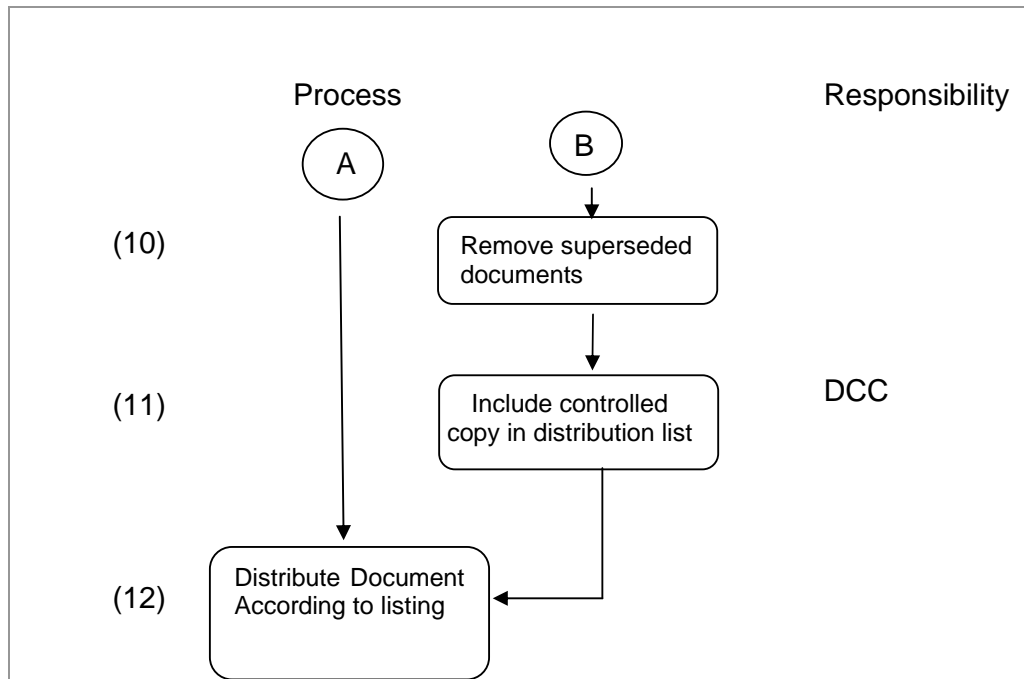 Process
Responsibility
A
B
(10)
Remove superseded
documents
(11)
Include controlled
copy in distribution list
DCC
(12)
Distribute Document
According to listing